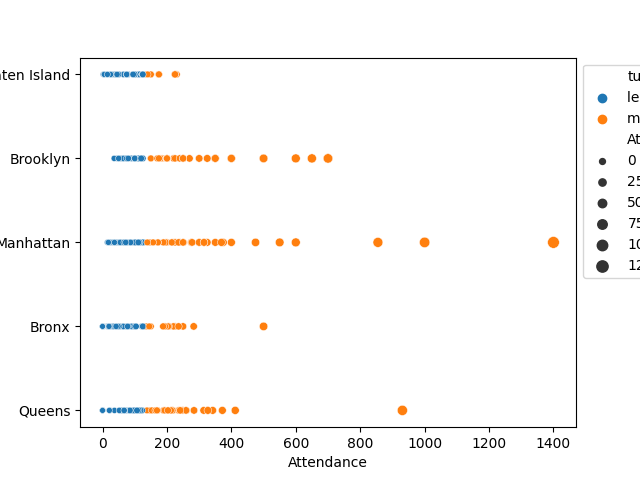 aten Island
Brooklyn
Manhattan
Bronx
Queens
0
200
400
600
800
1000
1200
1400
Attendance
tu
le
m
At
0
25
50
75
10
12